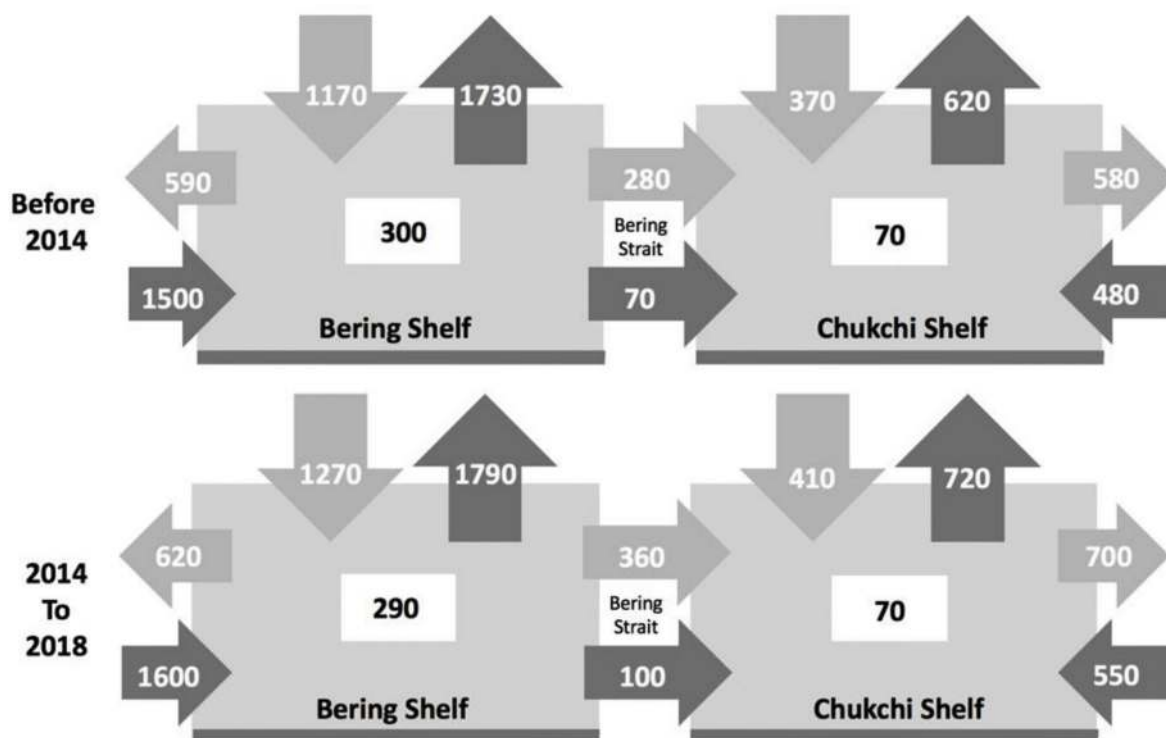 1170
1730
370
620
590
280
580
Before
2014
300
Bering
Strait
70
1500
70
480
Bering Shelf
Chukchi Shelf
1270
1790
410
720
620
360
700
2014
To
2018
290
Bering
Strait
70
1600
100
550
Bering Shelf
Chukchi Shelf